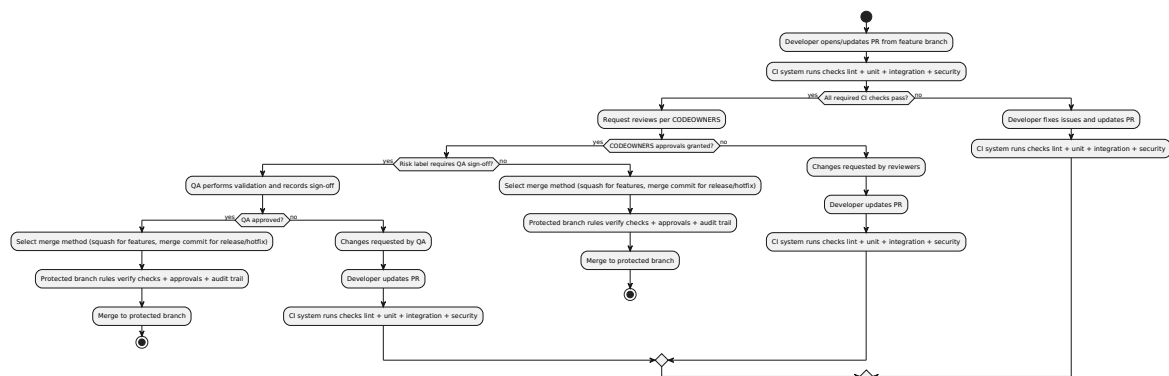 Developer opens/updates PR from feature branch
CI system runs checks lint + unit + integration + security
yes
All required CI checks pass?
no
Request reviews per CODEOWNERS
Developer fixes issues and updates PR
yes
CODEOWNERS approvals granted?
no
CI system runs checks lint + unit + integration + security
yes
Risk label requires QA sign-off?
no
Changes requested by reviewers
QA performs validation and records sign-off
Select merge method (squash for features, merge commit for release/hotfix)
Developer updates PR
yes
QA approved?
no
Protected branch rules verify checks + approvals + audit trail
Select merge method (squash for features, merge commit for release/hotfix)
Changes requested by QA
CI system runs checks lint + unit + integration + security
Merge to protected branch
Protected branch rules verify checks + approvals + audit trail
Developer updates PR
Merge to protected branch
CI system runs checks lint + unit + integration + security